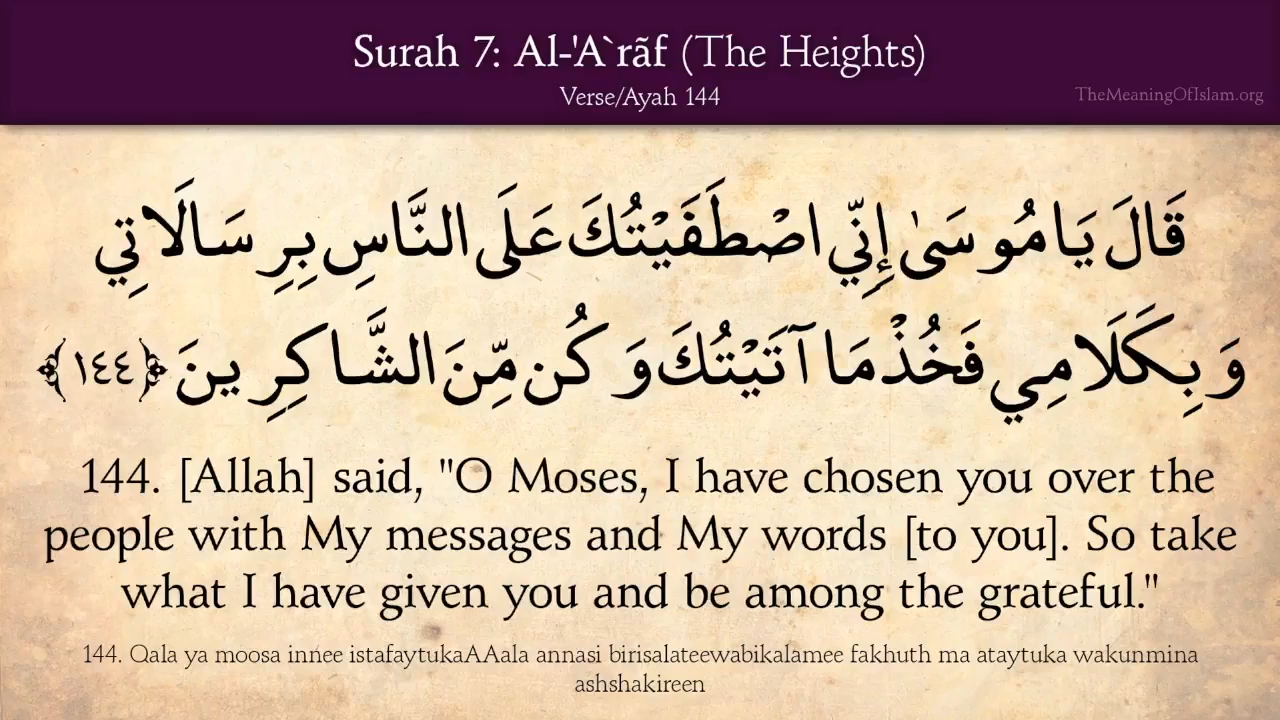 Surah 7: Al-'A`rãf (The Heights)
Verse/Ayah 144
TheMeaningOfIslam.org
قَالَ يَا مُوسَىٰ إِنِّي اصْطَفَيْتُكَ عَلَى النَّاسِ بِرِسَالَاتِي
وَبِكَلَامِي فَخُذْ مَا آتَيْتُكَ وَكُن مِّنَ الشَّاكِرِينَ ﴿١٤٤﴾
144. [Allah] said, "O Moses, I have chosen you over the
people with My messages and My words [to you]. So take
what I have given you and be among the grateful."
144. Qala ya moosa innee istafaytukaAAala annasi birisalateewabikalamee fakhuth ma ataytuka wakunmina
ashshakireen